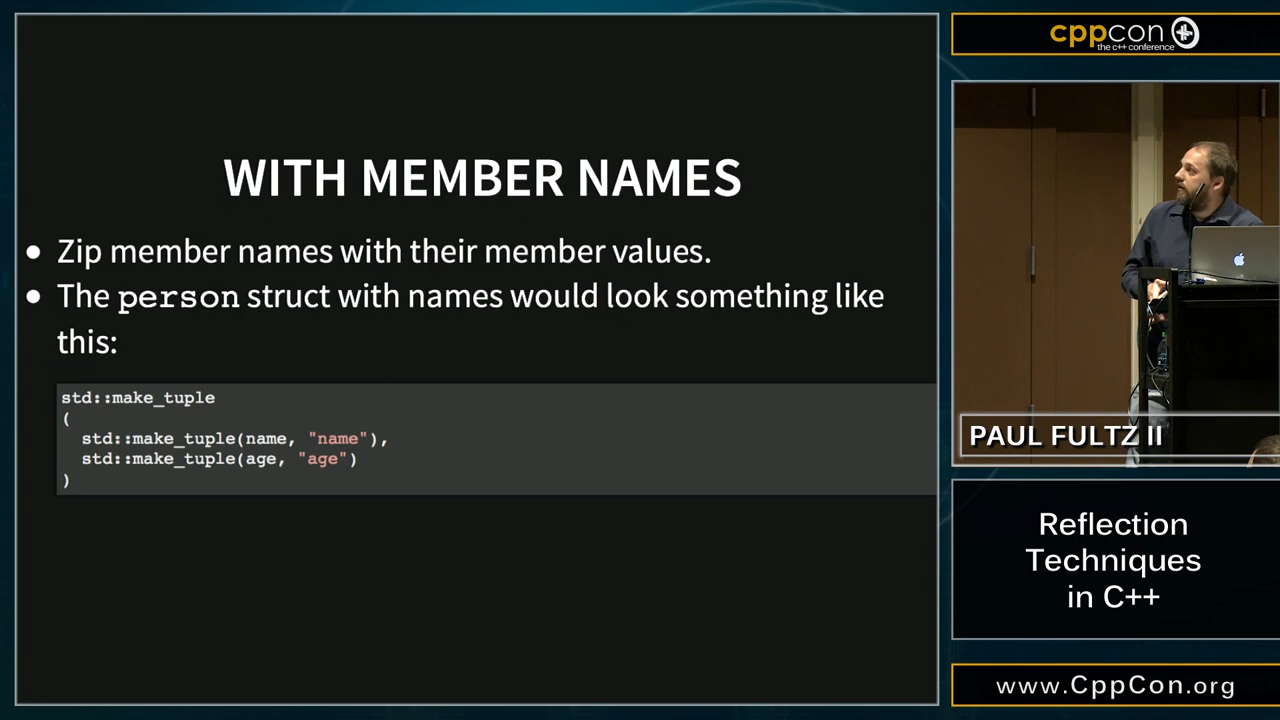 WITH MEMBER NAMES
● Zip member names with their member values.
● The person struct with names would look something like
this:
std::make_tuple
(
  std::make_tuple(name, "name"),
  std::make_tuple(age, "age")
)
cppcon
the c++ conference
PAUL FULTZ II
Reflection
Techniques
in C++
www.CppCon.org